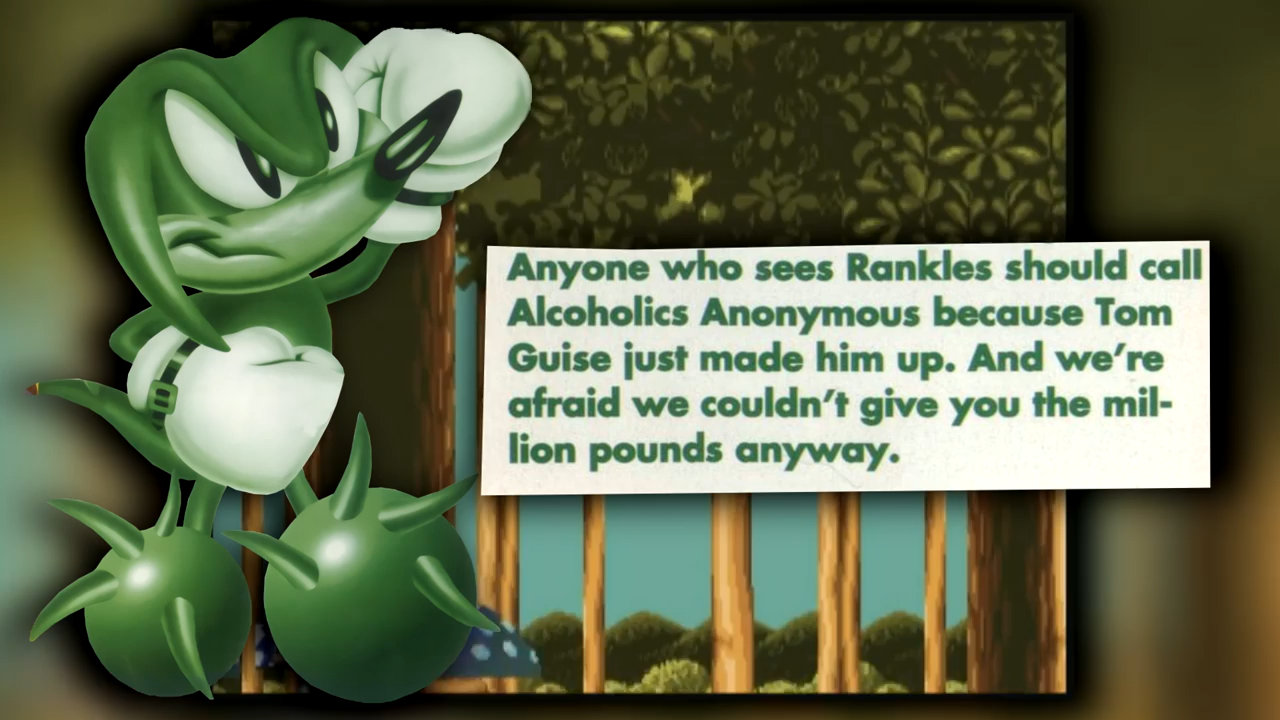 Anyone who sees Rankles should call
Alcoholics Anonymous because Tom
Guise just made him up. And we're
afraid we couldn't give you the mil-
lion pounds anyway.